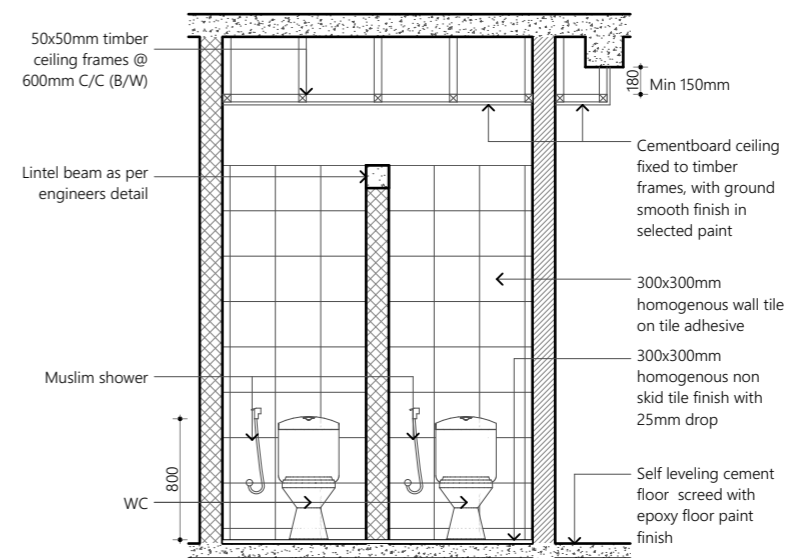 50x50mm timber
ceiling frames @
600mm C/C (B/W)
180
Min 150mm
Cementboard ceiling
fixed to timber
frames, with ground
smooth finish in
selected paint
Lintel beam as per
engineers detail
300x300mm
homogenous wall tile
on tile adhesive
300x300mm
homogenous non
skid tile finish with
25mm drop
Muslim shower
800
WC
Self leveling cement
floor screed with
epoxy floor paint
finish